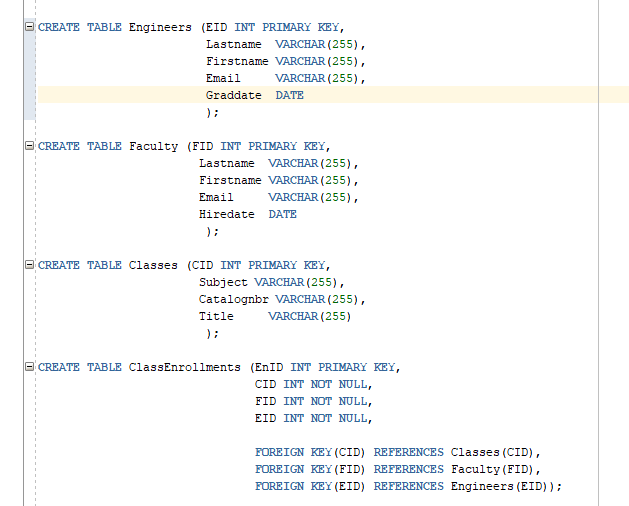 CREATE TABLE Engineers (EID INT PRIMARY KEY,
Lastname VARCHAR(255),
Firstname VARCHAR(255),
Email VARCHAR(255),
Graddate DATE
);
CREATE TABLE Faculty (FID INT PRIMARY KEY,
Lastname VARCHAR(255),
Firstname VARCHAR(255),
Email VARCHAR(255),
Hiredate DATE
);
CREATE TABLE Classes (CID INT PRIMARY KEY,
Subject VARCHAR(255),
Catalognbr VARCHAR(255),
Title VARCHAR(255)
);
CREATE TABLE ClassEnrollments (EnID INT PRIMARY KEY,
CID INT NOT NULL,
FID INT NOT NULL,
EID INT NOT NULL,
FOREIGN KEY(CID) REFERENCES Classes(CID),
FOREIGN KEY(FID) REFERENCES Faculty(FID),
FOREIGN KEY(EID) REFERENCES Engineers(EID));